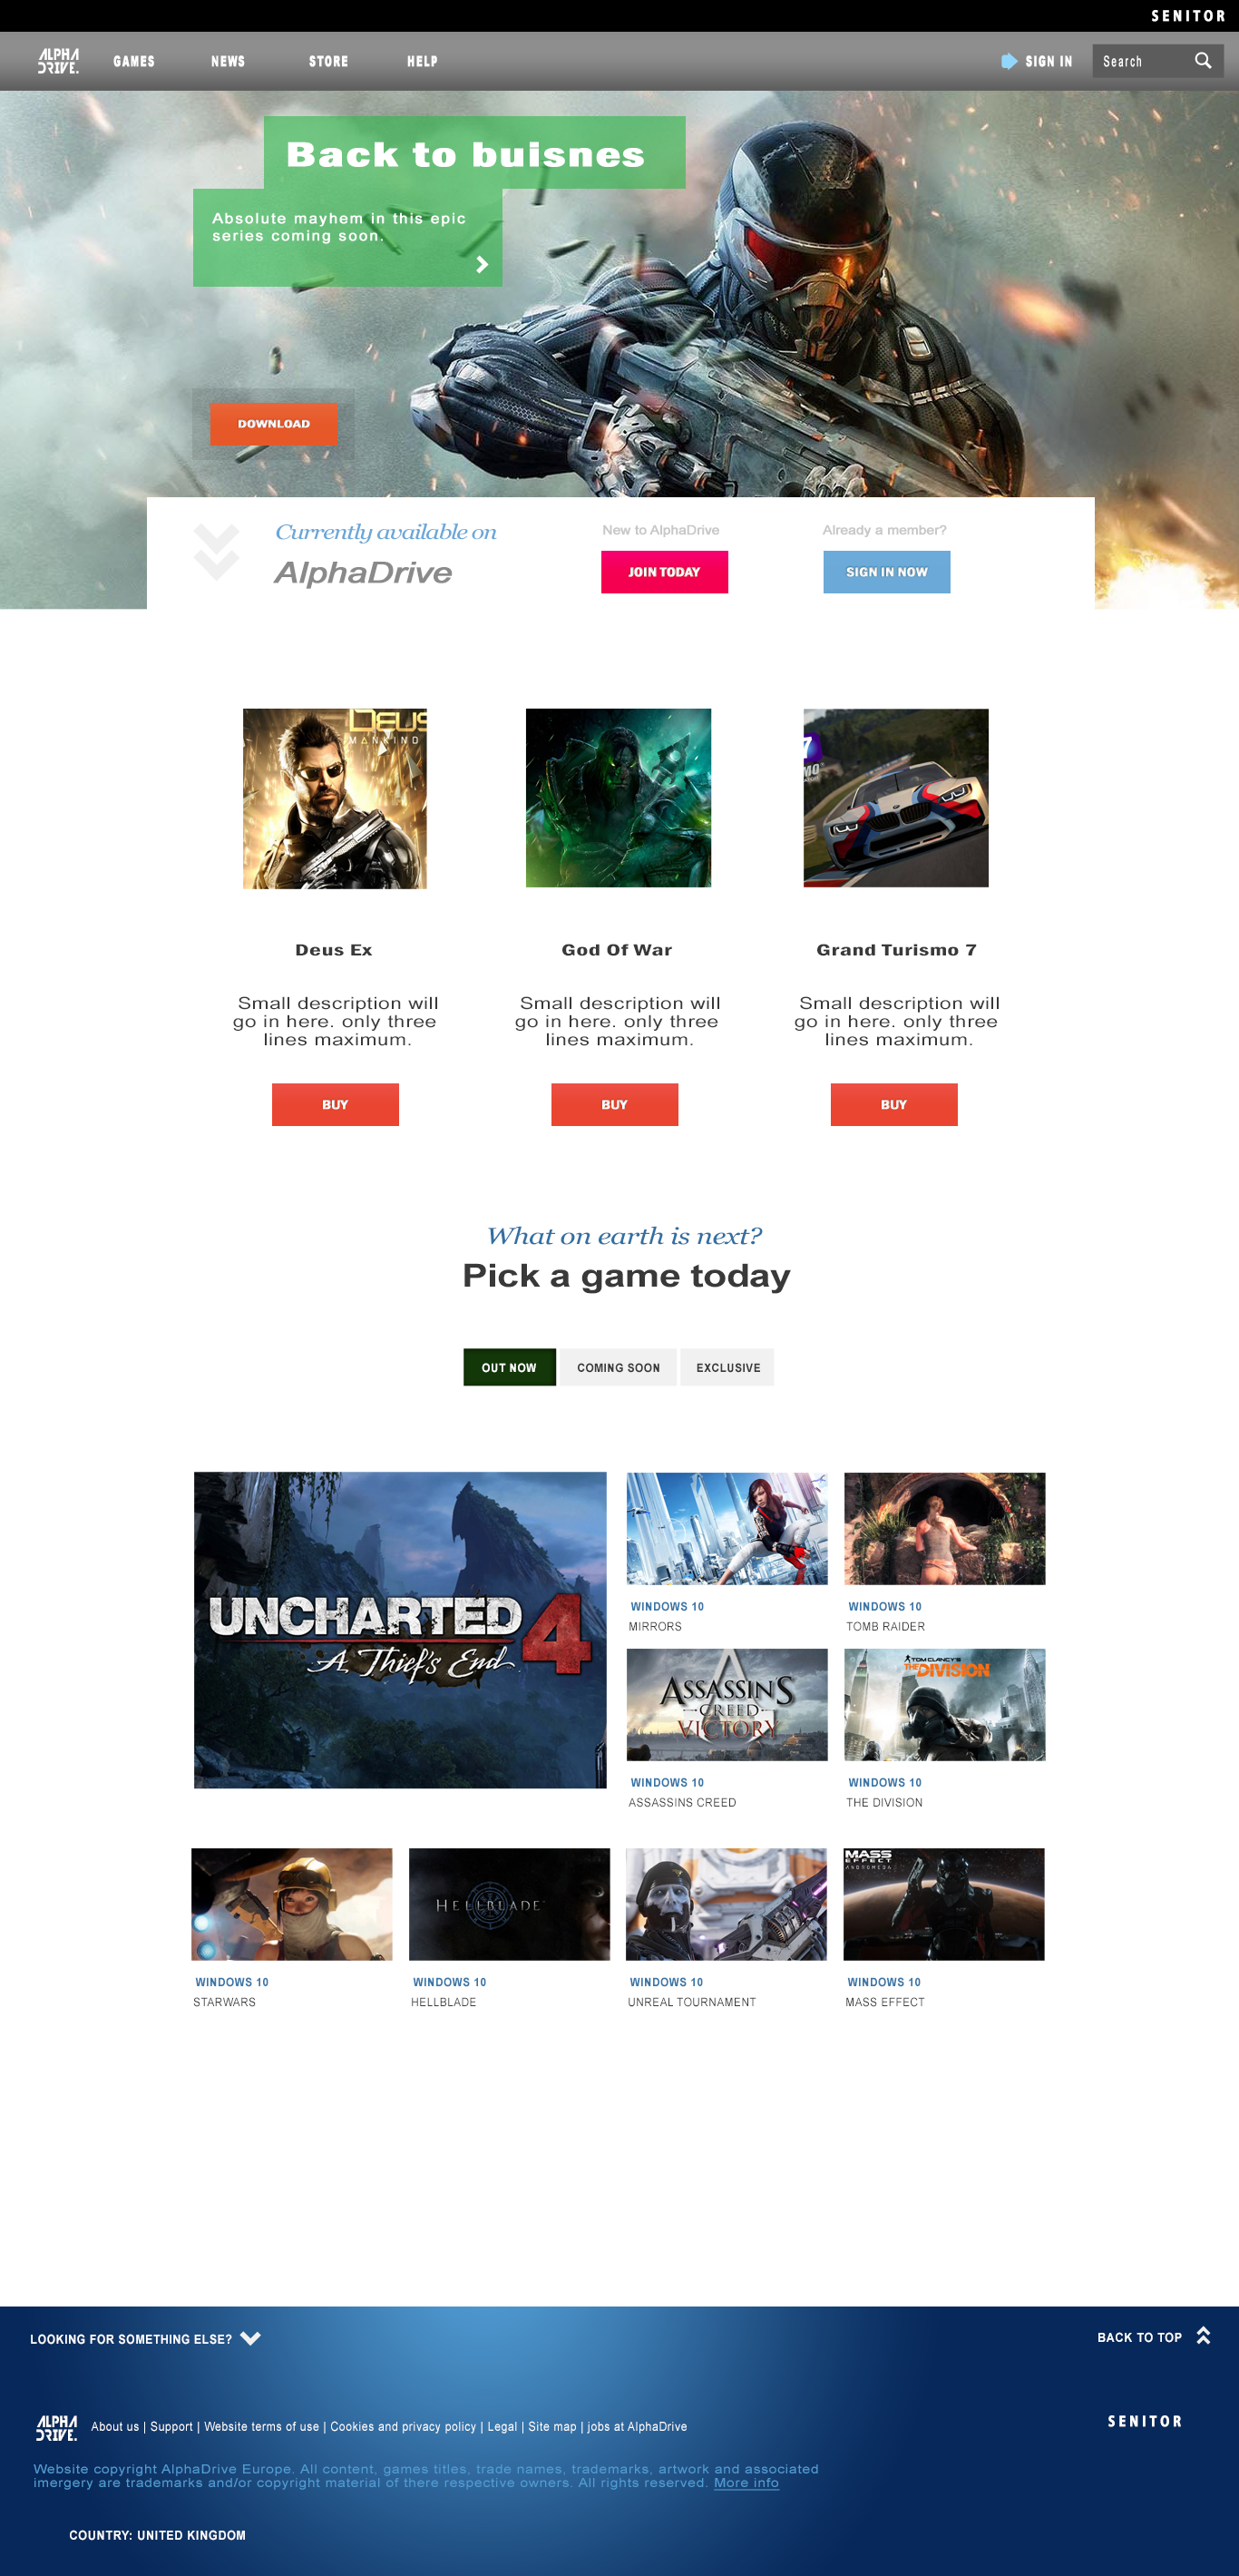 SENITOR
ALPHA
DRIVE.
GAMES NEWS STORE HELP SIGN IN Search
Back to buisnes
Absolute mayhem in this epic
series coming soon.
DOWNLOAD
Currently available on
AlphaDrive
New to AlphaDrive
JOIN TODAY
Already a member?
SIGN IN NOW
DEUS
MANKIND
7
MO
Deus Ex
God Of War
Grand Turismo 7
Small description will
go in here. only three
lines maximum.
Small description will
go in here. only three
lines maximum.
Small description will
go in here. only three
lines maximum.
BUY
BUY
BUY
What on earth is next?
Pick a game today
OUT NOW
COMING SOON
EXCLUSIVE
UNCHARTED 4
A Thief's End
WINDOWS 10
MIRRORS
WINDOWS 10
TOMB RAIDER
ASSASSIN'S
CREED
VICTORY
TOM CLANCY'S
THE DIVISION
WINDOWS 10
ASSASSINS CREED
WINDOWS 10
THE DIVISION
HELLBLADE
MASS
EFFECT
ANDROMEDA
WINDOWS 10
STARWARS
WINDOWS 10
HELLBLADE
WINDOWS 10
UNREAL TOURNAMENT
WINDOWS 10
MASS EFFECT
LOOKING FOR SOMETHING ELSE?
BACK TO TOP
ALPHA
DRIVE.
About us | Support | Website terms of use | Cookies and privacy policy | Legal | Site map | jobs at AlphaDrive
SENITOR
Website copyright AlphaDrive Europe. All content, games titles, trade names, trademarks, artwork and associated
imergery are trademarks and/or copyright material of there respective owners. All rights reserved. More info
COUNTRY: UNITED KINGDOM